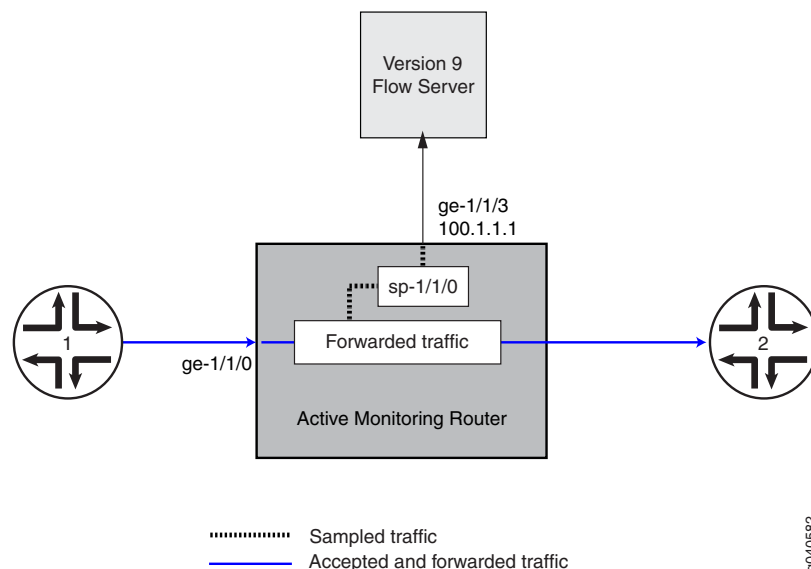 Version 9
Flow Server
ge-1/1/3
100.1.1.1
sp-1/1/0
1
Forwarded traffic
2
ge-1/1/0
Active Monitoring Router
Sampled traffic
Accepted and forwarded traffic
g040582